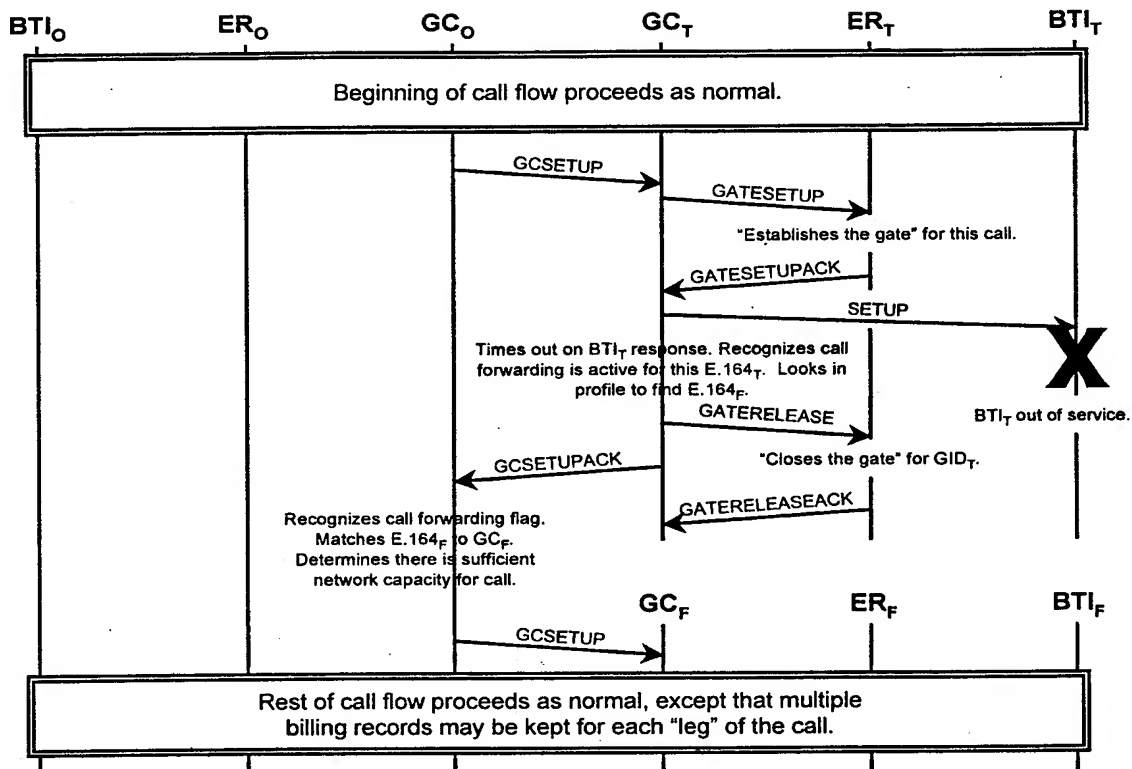 BTI_O ER_O GC_O GC_T ER_T BTI_T
Beginning of call flow proceeds as normal.
GCSETUP
GATESETUP
"Establishes the gate" for this call.
GATESETUPACK
SETUP
Times out on BTI_T response. Recognizes call
forwarding is active for this E.164_T. Looks in
profile to find E.164_F.
BTI_T out of service.
GATERELEASE
"Closes the gate" for GID_T.
GCSETUPACK
GATERELEASEACK
Recognizes call forwarding flag.
Matches E.164_F to GC_F.
Determines there is sufficient
network capacity for call.
GC_F ER_F BTI_F
GCSETUP
Rest of call flow proceeds as normal, except that multiple
billing records may be kept for each "leg" of the call.